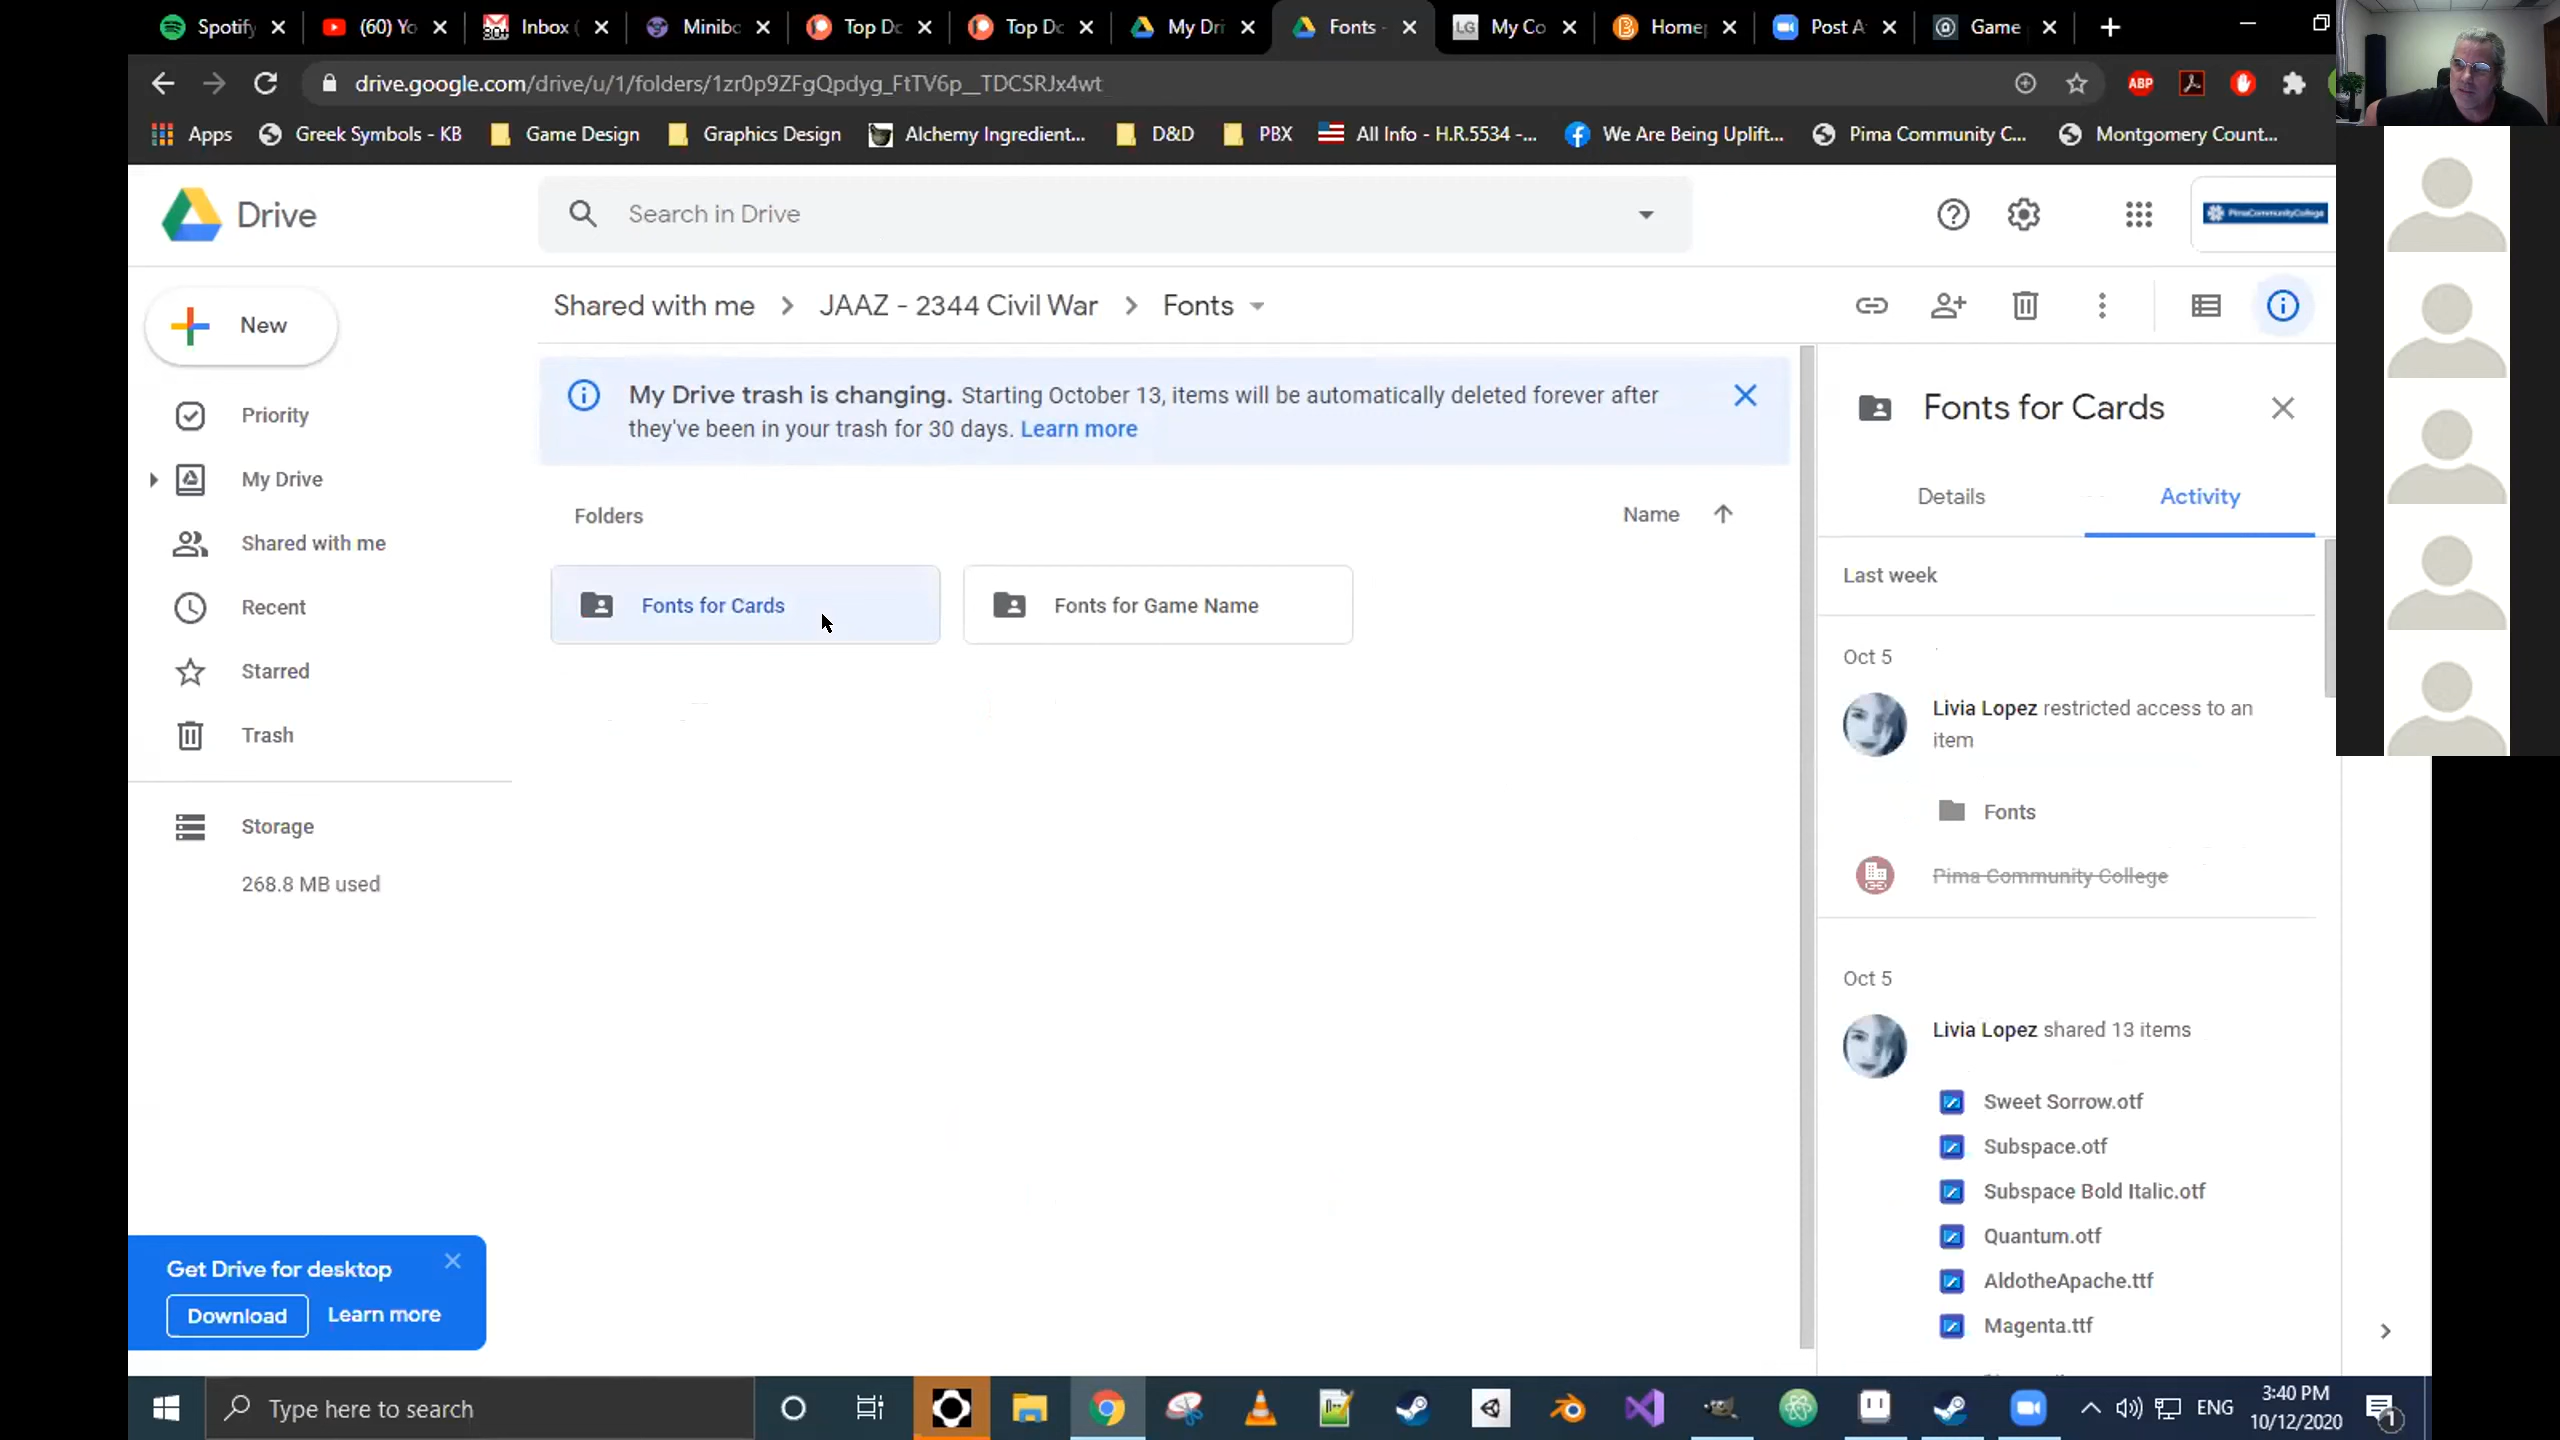 Spotify
(60) Yo
Inbox (
Minibo
Top Do
Top Do
My Dri
Fonts -
LG My Co
Home
Post A
Game
drive.google.com/drive/u/1/folders/1zr0p9ZFgQpdyg_FtTV6p__TDCSRJx4wt
ABP
Apps
Greek Symbols - KB
Game Design
Graphics Design
Alchemy Ingredient...
D&D
PBX
All Info - H.R.5534 -...
We Are Being Uplift...
Pima Community C...
Montgomery Count...
Drive
Search in Drive
PimaCommunityCollege
New
Shared with me
JAAZ - 2344 Civil War
Fonts
Priority
My Drive
Shared with me
Recent
Starred
Trash
Storage
268.8 MB used
My Drive trash is changing. Starting October 13, items will be automatically deleted forever after
they've been in your trash for 30 days. Learn more
Folders
Name
Fonts for Cards
Fonts for Game Name
Fonts for Cards
Details
Activity
Last week
Oct 5
Livia Lopez restricted access to an
item
Fonts
Pima Community College
Oct 5
Livia Lopez shared 13 items
Sweet Sorrow.otf
Subspace.otf
Subspace Bold Italic.otf
Quantum.otf
AldotheApache.ttf
Magenta.ttf
Get Drive for desktop
Download
Learn more
Type here to search
ENG
3:40 PM
10/12/2020
1